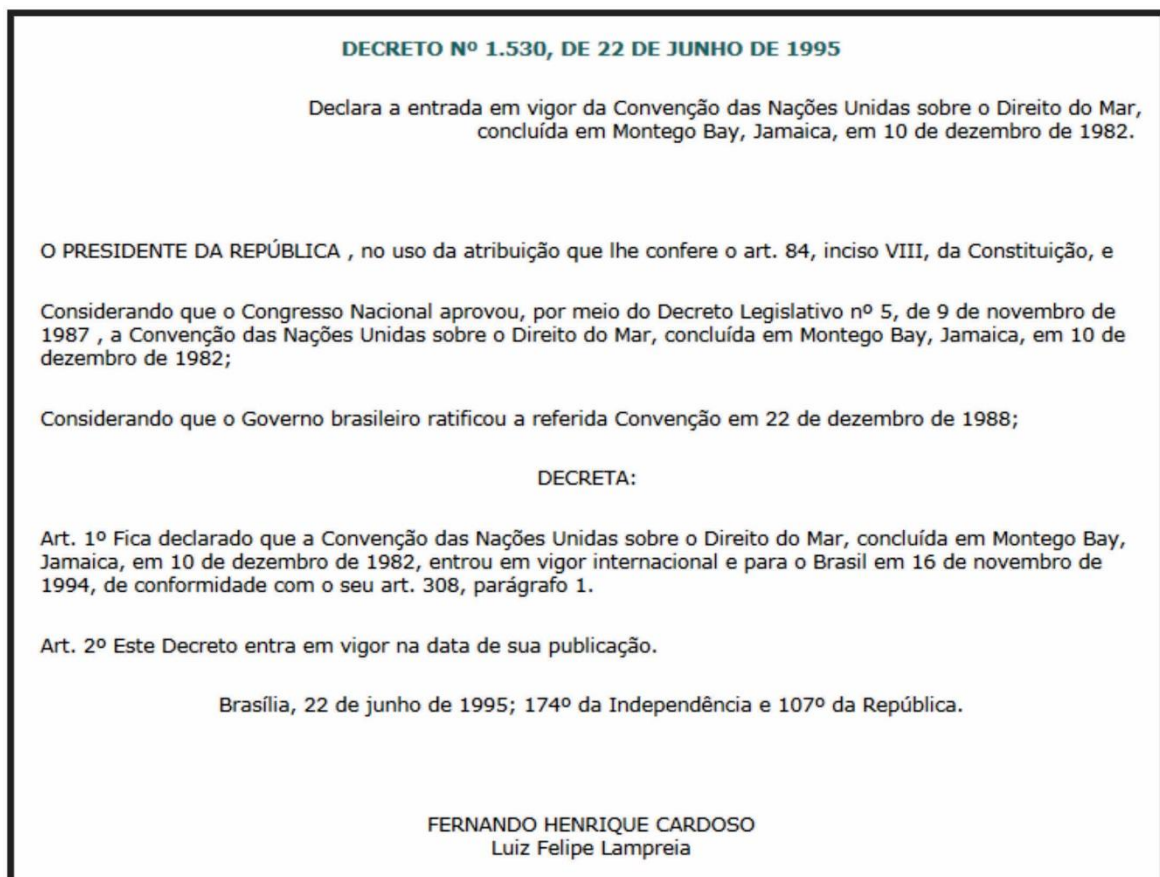 DECRETO Nº 1.530, DE 22 DE JUNHO DE 1995
Declara a entrada em vigor da Convenção das Nações Unidas sobre o Direito do Mar,
concluída em Montego Bay, Jamaica, em 10 de dezembro de 1982.
O PRESIDENTE DA REPÚBLICA , no uso da atribuição que lhe confere o art. 84, inciso VIII, da Constituição, e
Considerando que o Congresso Nacional aprovou, por meio do Decreto Legislativo nº 5, de 9 de novembro de
1987 , a Convenção das Nações Unidas sobre o Direito do Mar, concluída em Montego Bay, Jamaica, em 10 de
dezembro de 1982;
Considerando que o Governo brasileiro ratificou a referida Convenção em 22 de dezembro de 1988;
DECRETA:
Art. 1º Fica declarado que a Convenção das Nações Unidas sobre o Direito do Mar, concluída em Montego Bay,
Jamaica, em 10 de dezembro de 1982, entrou em vigor internacional e para o Brasil em 16 de novembro de
1994, de conformidade com o seu art. 308, parágrafo 1.
Art. 2º Este Decreto entra em vigor na data de sua publicação.
Brasília, 22 de junho de 1995; 174º da Independência e 107º da República.
FERNANDO HENRIQUE CARDOSO
Luiz Felipe Lampreia